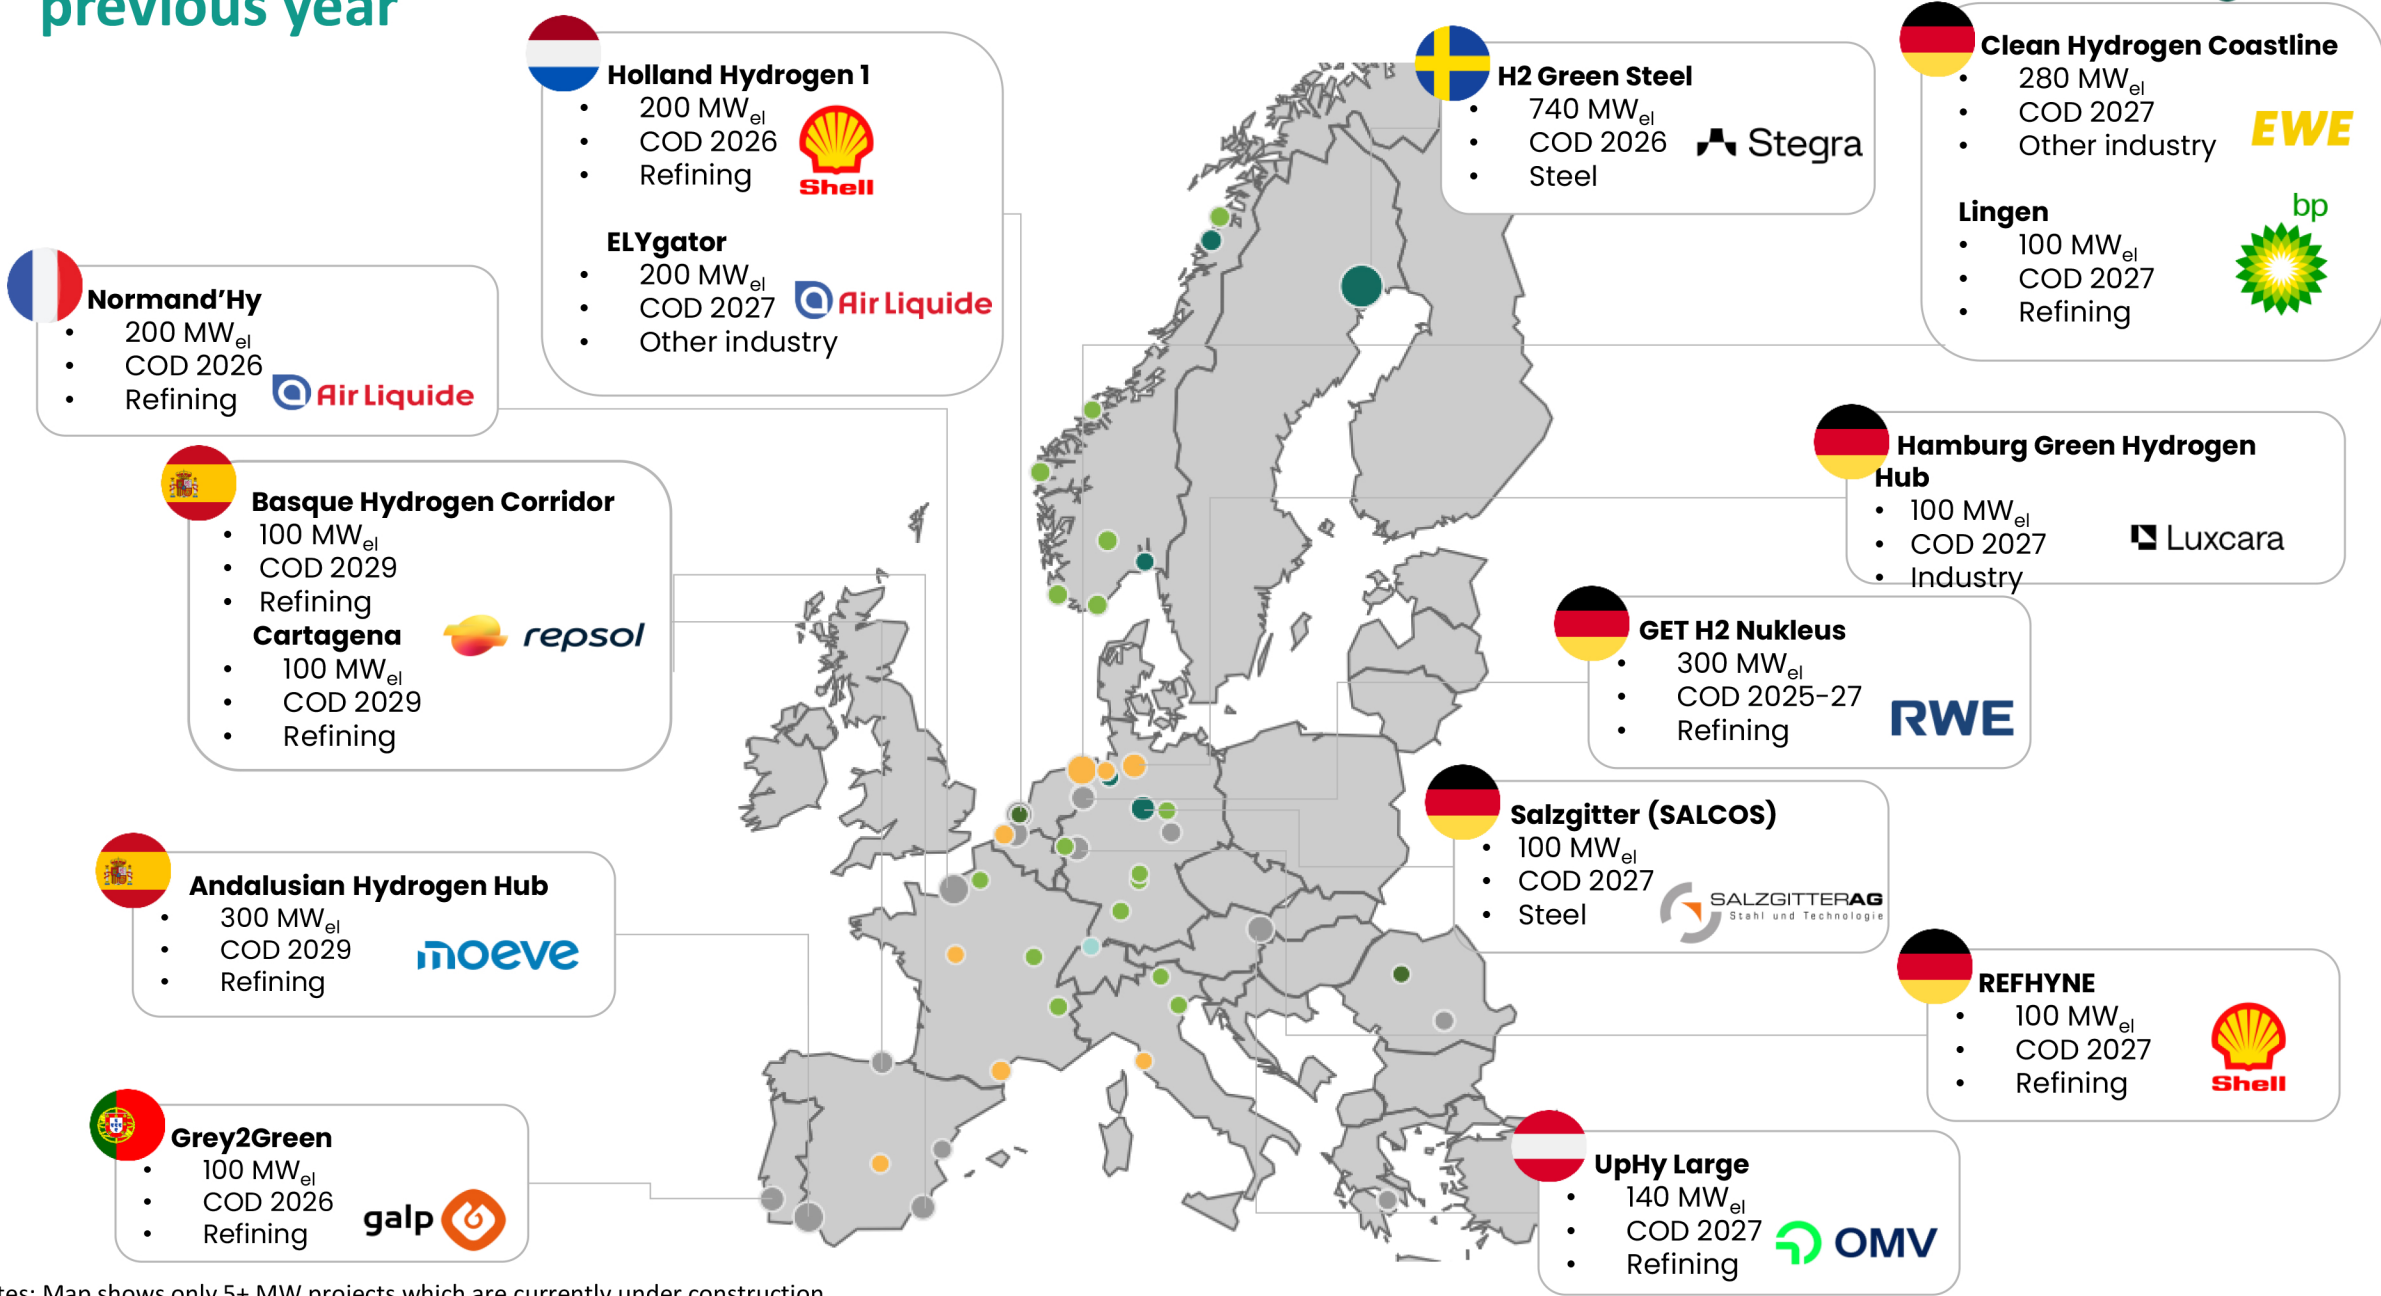 previous year
Holland Hydrogen 1
• 200 MWel
• COD 2026
• Refining
Shell
ELYgator
• 200 MWel
• COD 2027
• Other industry
Air Liquide
H2 Green Steel
• 740 MWel
• COD 2026
• Steel
Stegra
Clean Hydrogen Coastline
• 280 MWel
• COD 2027
• Other industry
EWE
Lingen
• 100 MWel
• COD 2027
• Refining
bp
Normand’Hy
• 200 MWel
• COD 2026
• Refining
Air Liquide
Basque Hydrogen Corridor
• 100 MWel
• COD 2029
• Refining
Cartagena
• 100 MWel
• COD 2029
• Refining
repsol
Hamburg Green Hydrogen
Hub
• 100 MWel
• COD 2027
• Industry
Luxcara
GET H2 Nukleus
• 300 MWel
• COD 2025-27
• Refining
RWE
Salzgitter (SALCOS)
• 100 MWel
• COD 2027
• Steel
SALZGITTERAG
Stahl und Technologie
Andalusian Hydrogen Hub
• 300 MWel
• COD 2029
• Refining
moeve
REFHYNE
• 100 MWel
• COD 2027
• Refining
Shell
Grey2Green
• 100 MWel
• COD 2026
• Refining
galp
UpHy Large
• 140 MWel
• COD 2027
• Refining
OMV
tes: Map shows only 5+ MW projects which are currently under construction